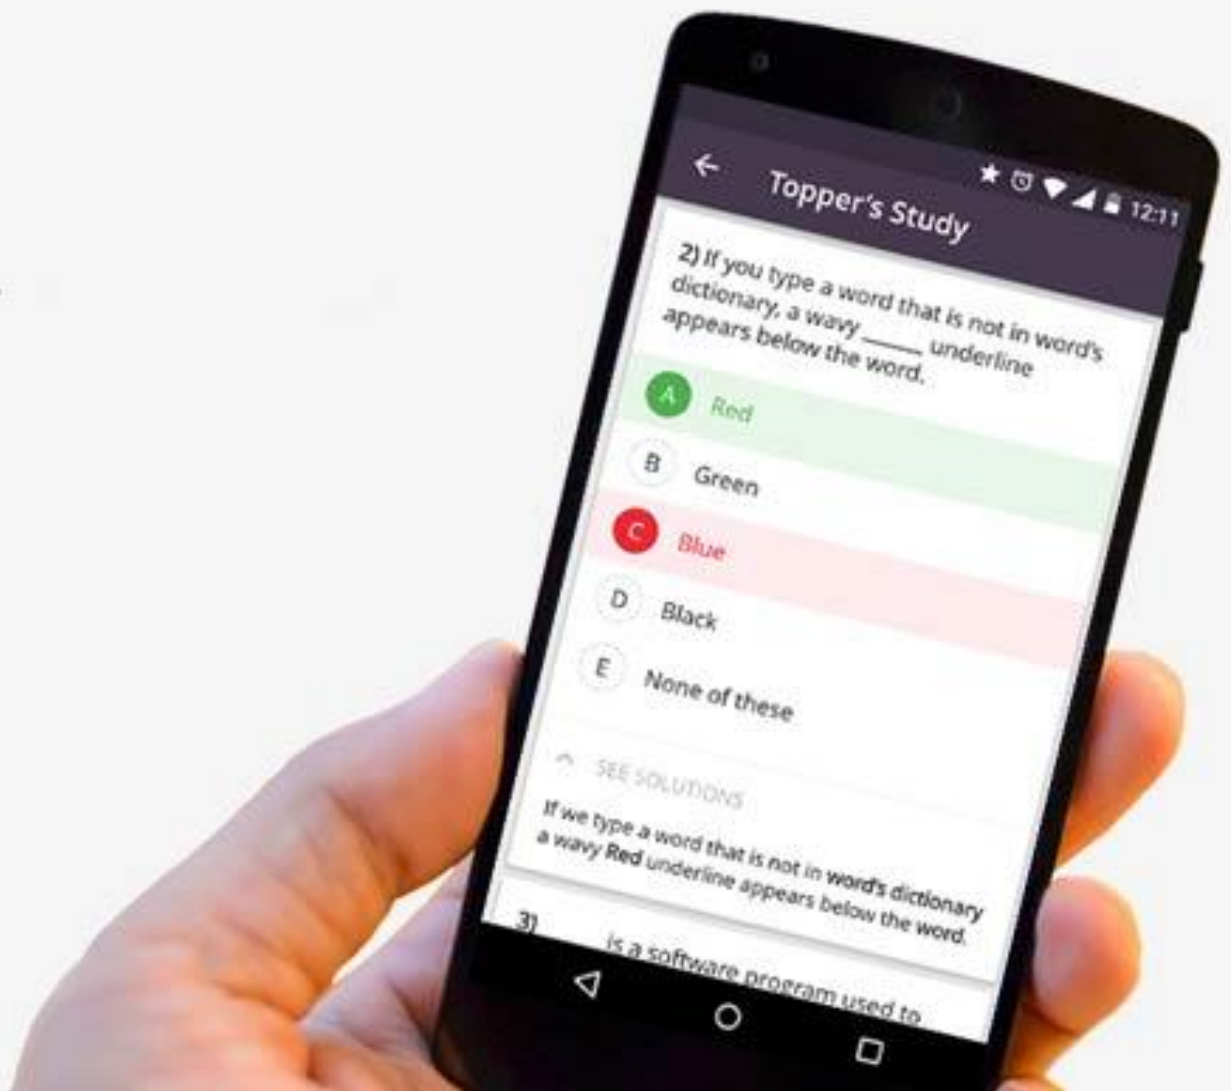 12:11
Topper's Study
2) If you type a word that is not in word's
dictionary, a wavy _____ underline
appears below the word.
A Red
B Green
C Blue
D Black
E None of these
SEE SOLUTIONS
If we type a word that is not in word's dictionary
a wavy Red underline appears below the word.
3) _____ is a software program used to